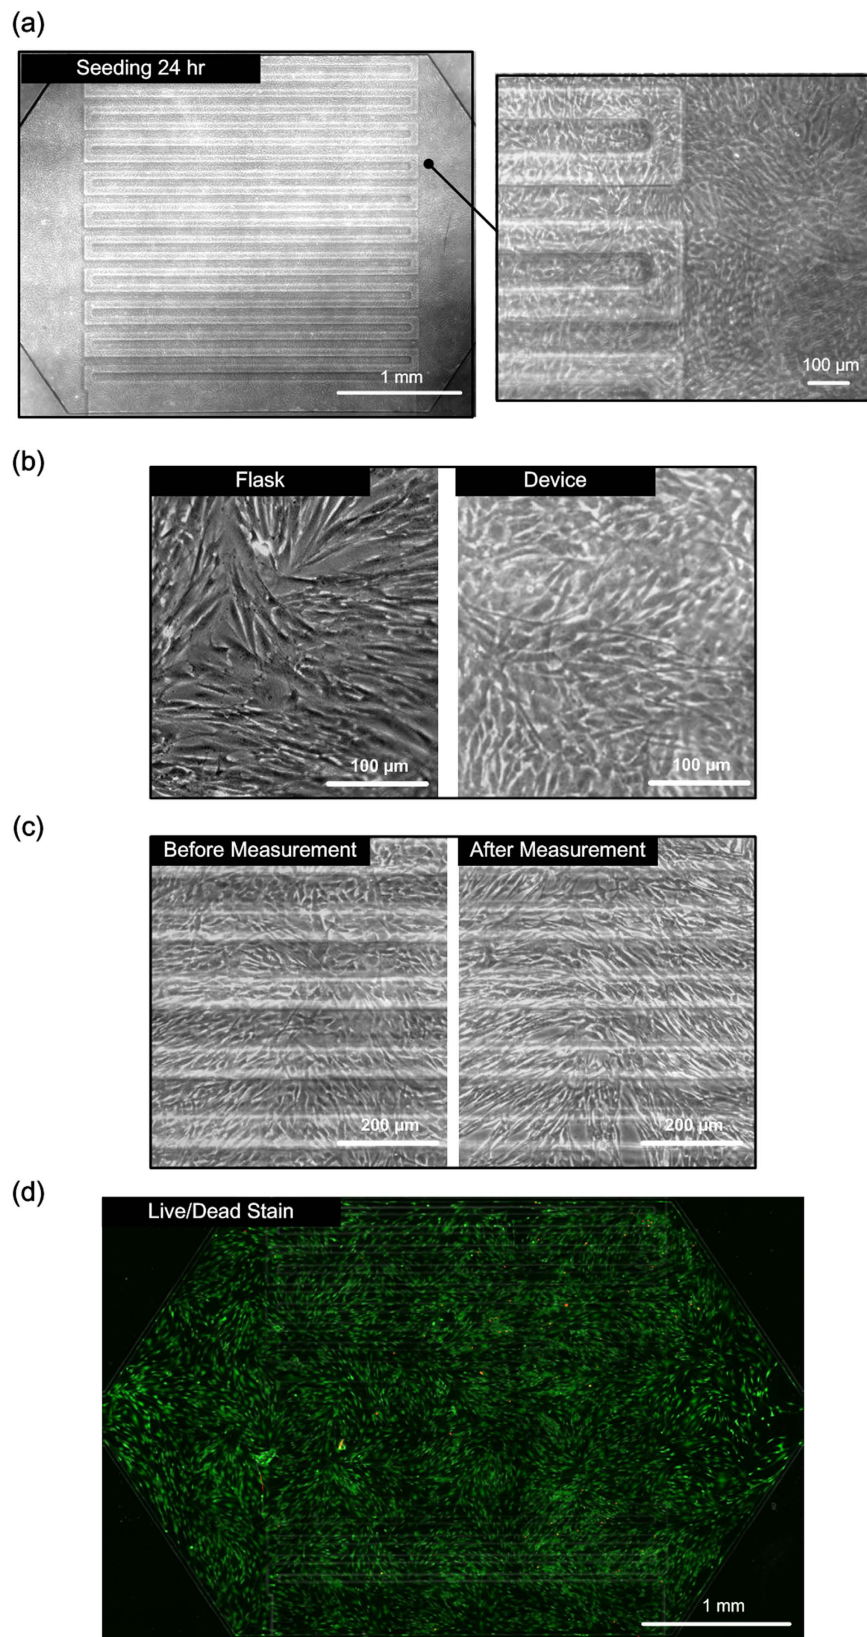 (a)
Seeding 24 hr
1 mm
100 μm
(b)
Flask
Device
100 μm
100 μm
(c)
Before Measurement
After Measurement
200 μm
200 μm
(d)
Live/Dead Stain
1 mm